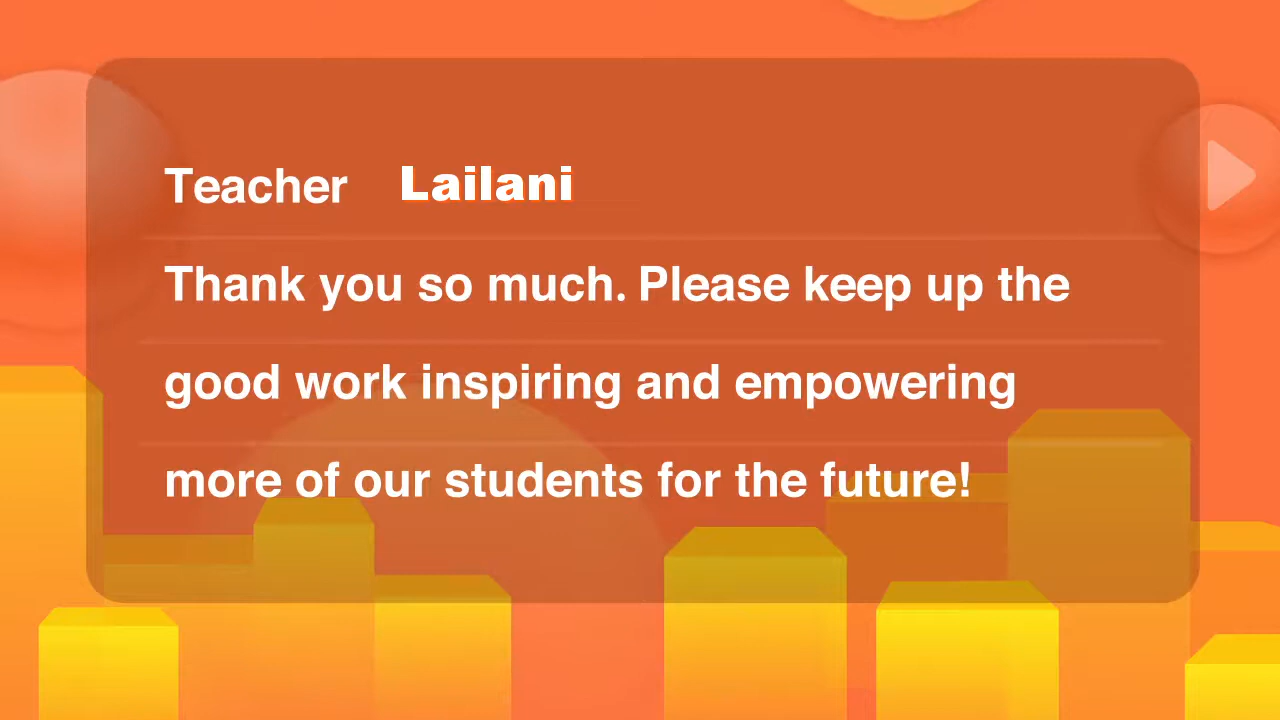 Teacher Lailani
Thank you so much. Please keep up the
good work inspiring and empowering
more of our students for the future!